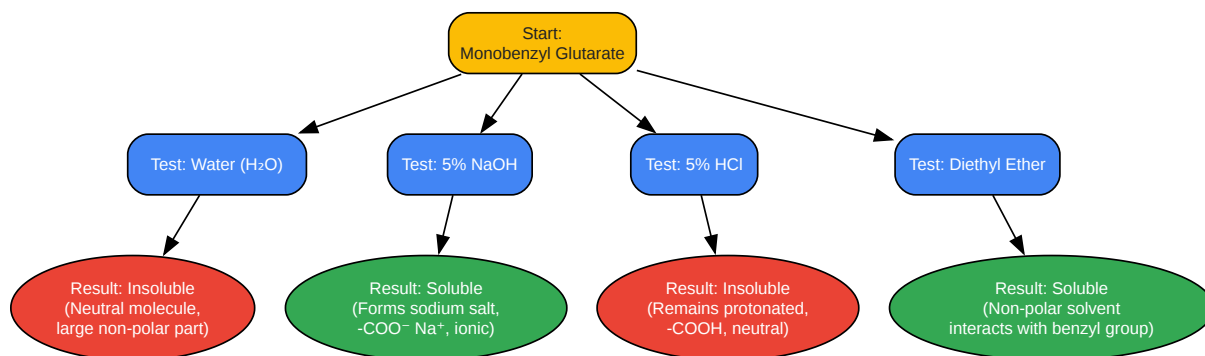 Start:
Monobenzyl Glutarate
Test: Water (H₂O)
Test: 5% NaOH
Test: 5% HCl
Test: Diethyl Ether
Result: Insoluble
(Neutral molecule,
large non-polar part)
Result: Soluble
(Forms sodium salt,
-COO⁻ Na⁺, ionic)
Result: Insoluble
(Remains protonated,
-COOH, neutral)
Result: Soluble
(Non-polar solvent
interacts with benzyl group)